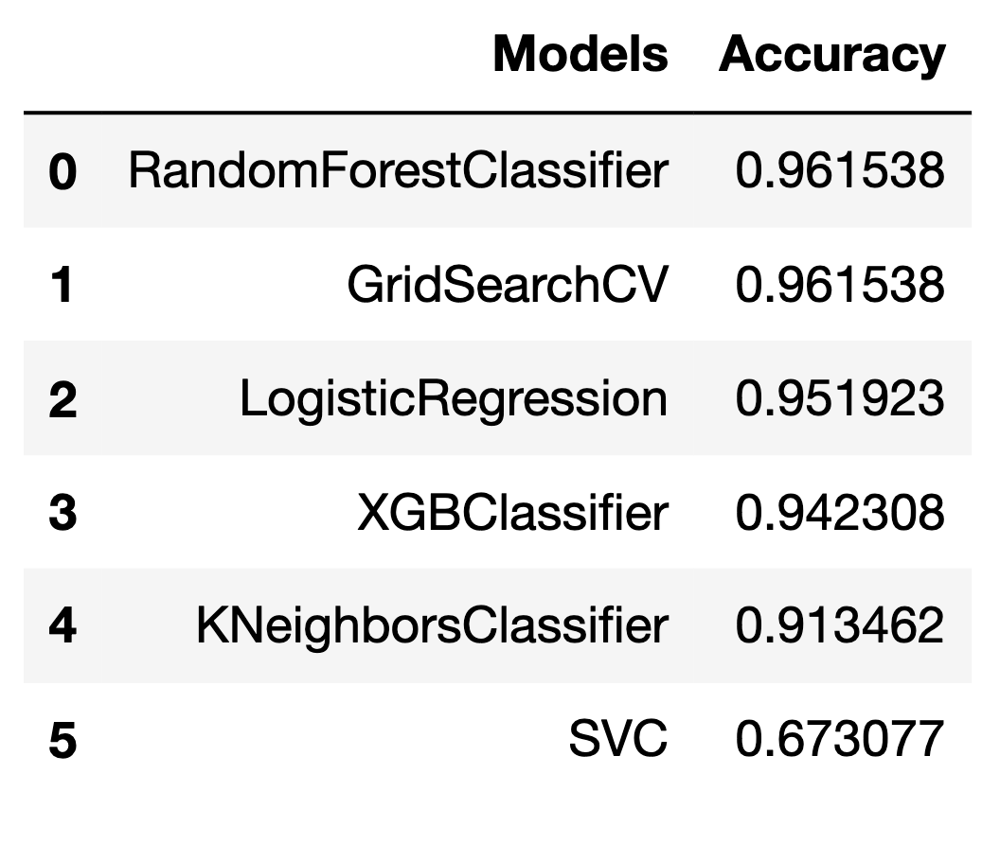 Models Accuracy
0 RandomForestClassifier 0.961538
1 GridSearchCV 0.961538
2 LogisticRegression 0.951923
3 XGBClassifier 0.942308
4 KNeighborsClassifier 0.913462
5 SVC 0.673077